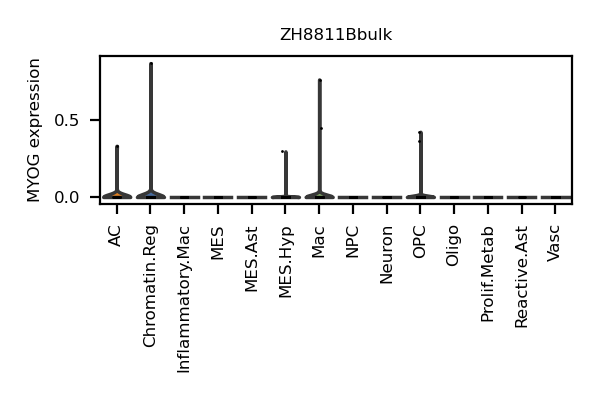 ZH8811Bbulk
MYOG expression
0.5
0.0
AC
Chromatin.Reg
Inflammatory.Mac
MES
MES.Ast
MES.Hyp
Mac
NPC
Neuron
OPC
Oligo
Prolif.Metab
Reactive.Ast
Vasc